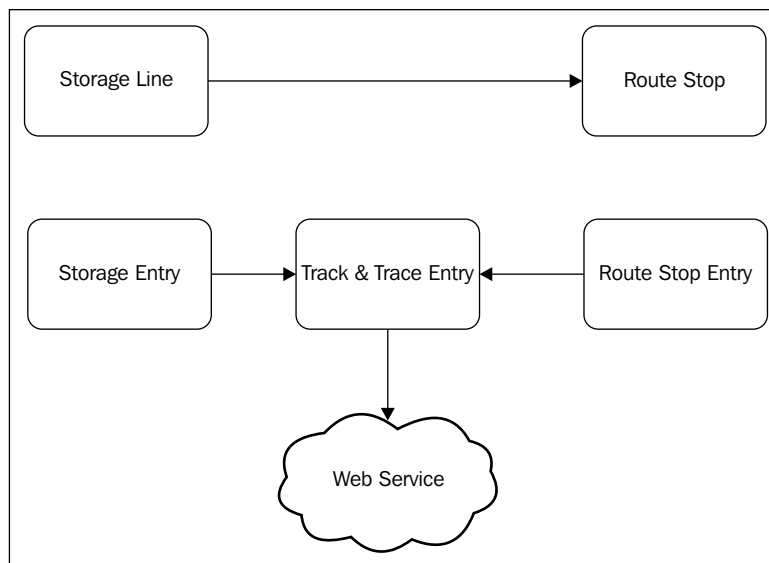 Storage Line
Route Stop
Storage Entry
Track & Trace Entry
Route Stop Entry
Web Service